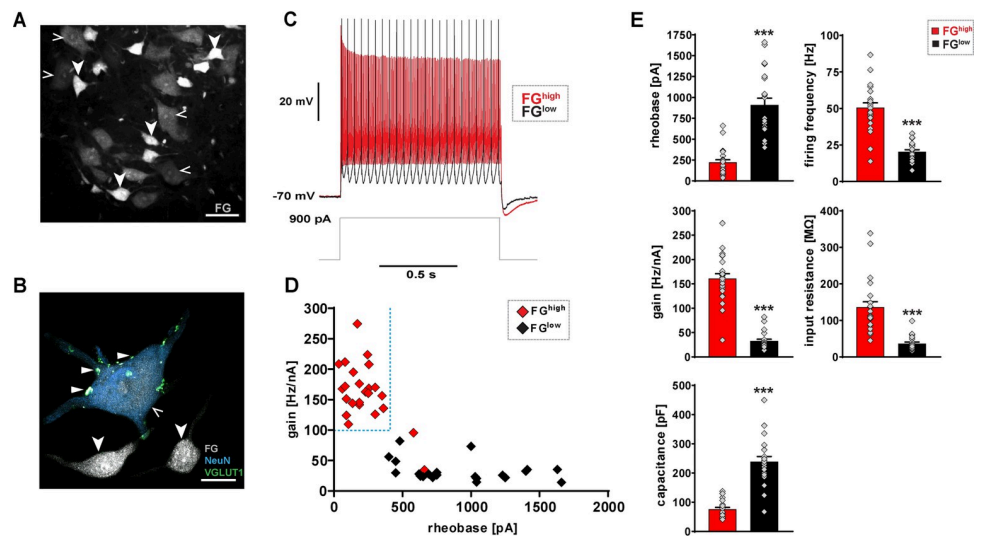 A
FG
B
FG
NeuN
VGLUT1
C
20 mV
-70 mV
900 pA
0.5 s
FGhigh
FGlow
D
FGhigh
FGlow
gain [Hz/nA]
300
250
200
150
100
50
0
0
500
1000
1500
2000
rheobase [pA]
E
FGhigh
FGlow
rheobase [pA]
1750
1500
1250
1000
750
500
250
0
***
firing frequency [Hz]
100
50
0
***
gain [Hz/nA]
300
250
200
150
100
50
0
***
input resistance [MΩ]
400
300
200
100
0
***
capacitance [pF]
500
400
300
200
100
0
***